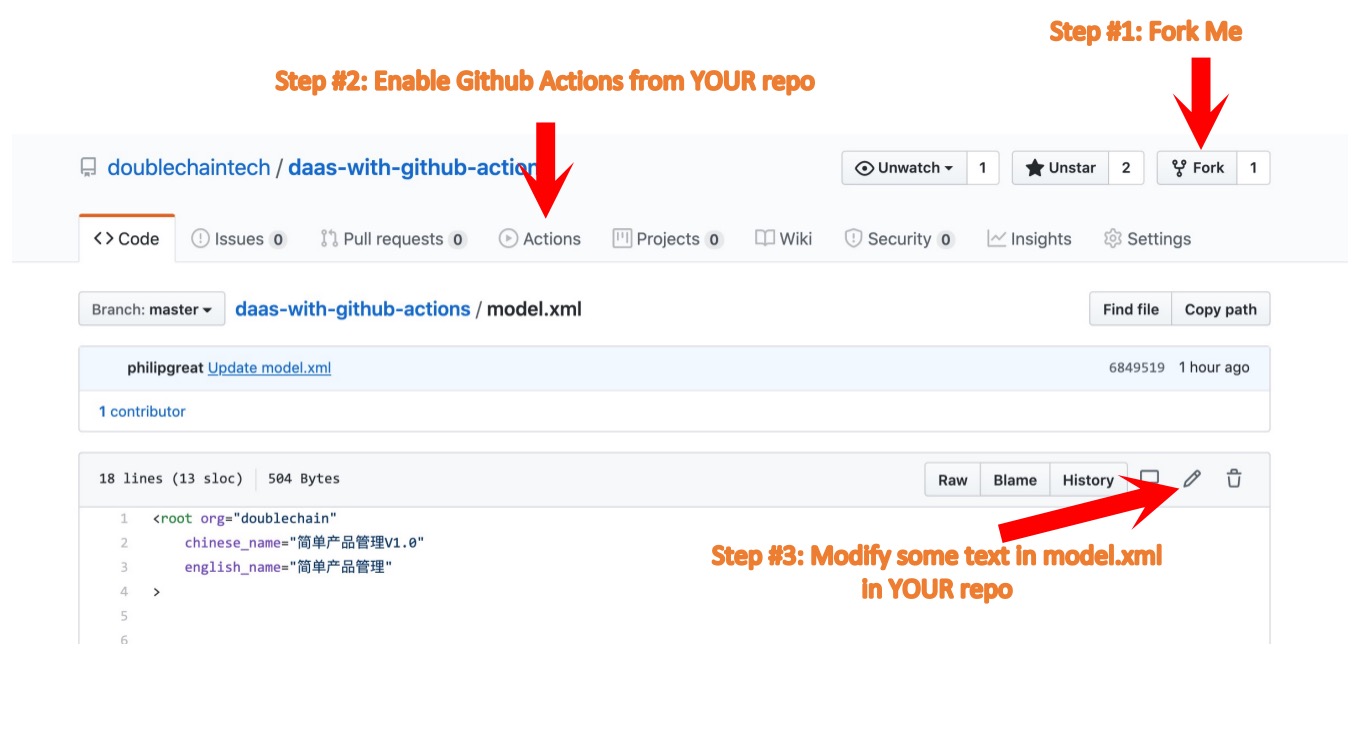 Step #1: Fork Me
Step #2: Enable Github Actions from YOUR repo
doublechaintech / daas-with-github-action
Unwatch 1 Unstar 2 Fork 1
<> Code Issues 0 Pull requests 0 Actions Projects 0 Wiki Security 0 Insights Settings
Branch: master daas-with-github-actions / model.xml Find file Copy path
philipgreat Update model.xml 6849519 1 hour ago
1 contributor
18 lines (13 sloc) 504 Bytes Raw Blame History
1 <root org="doublechain"
2 chinese_name="简单产品管理V1.0"
3 english_name="简单产品管理"
4 >
5
6
Step #3: Modify some text in model.xml
in YOUR repo